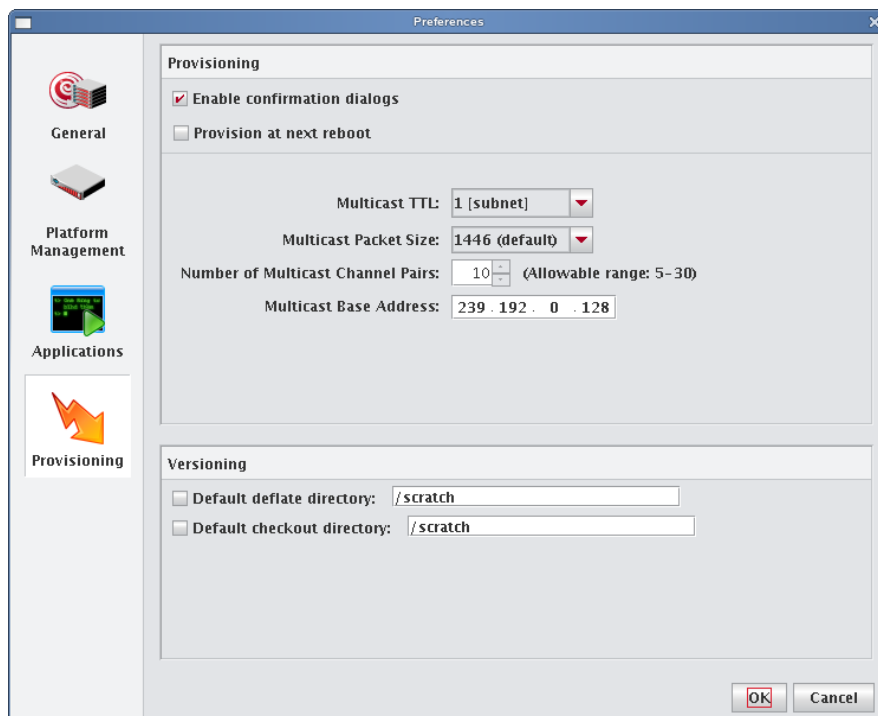 Preferences
General
Platform
Management
Applications
Provisioning
Provisioning
Enable confirmation dialogs
Provision at next reboot
Multicast TTL: 1 [subnet]
Multicast Packet Size: 1446 (default)
Number of Multicast Channel Pairs: 10 (Allowable range: 5-30)
Multicast Base Address: 239 . 192 . 0 . 128
Versioning
Default deflate directory: /scratch
Default checkout directory: /scratch
OK Cancel